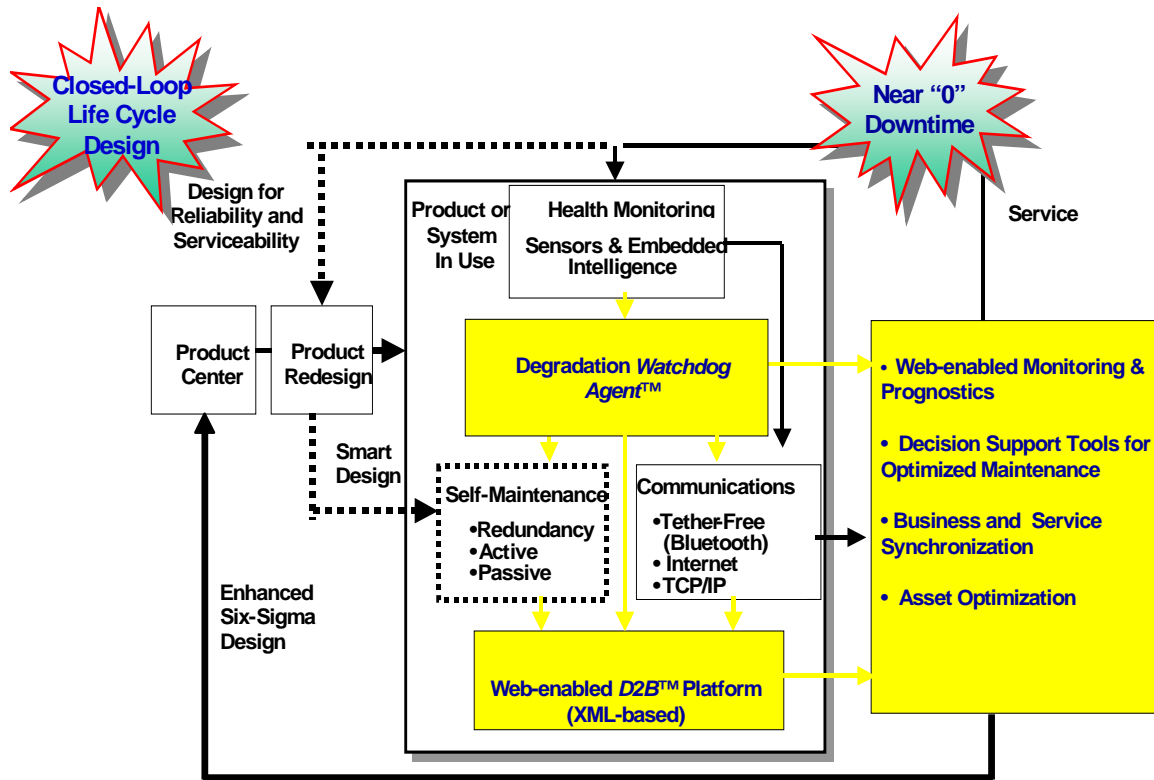 Closed-Loop
Life Cycle
Design
Near “0”
Downtime
Design for
Reliability and
Serviceability
Service
Product or
System
In Use
Health Monitoring
Sensors & Embedded
Intelligence
Product
Center
Product
Redesign
Degradation Watchdog
Agent™
• Web-enabled Monitoring &
Prognostics
• Decision Support Tools for
Optimized Maintenance
• Business and Service
Synchronization
• Asset Optimization
Smart
Design
Self-Maintenance
•Redundancy
•Active
•Passive
Communications
•Tether-Free
(Bluetooth)
• Internet
•TCP/IP
Enhanced
Six-Sigma
Design
Web-enabled D2B™ Platform
(XML-based)